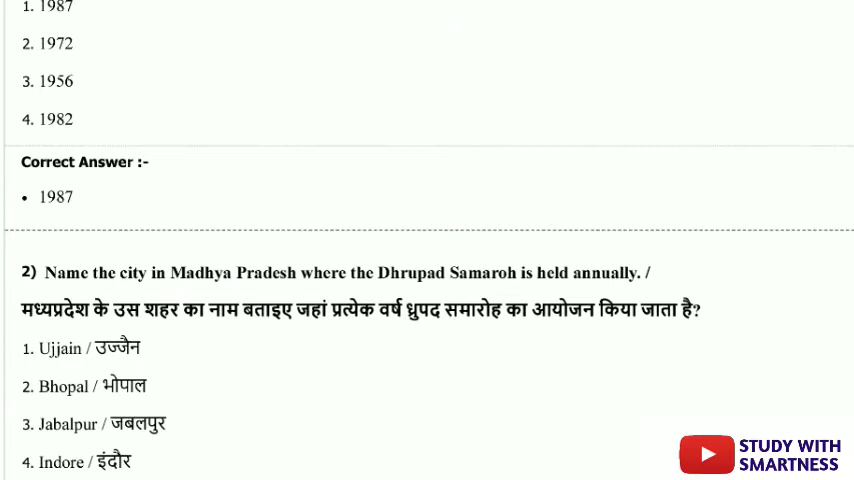 1. 1987
2. 1972
3. 1956
4. 1982
Correct Answer :-
• 1987
2) Name the city in Madhya Pradesh where the Dhrupad Samaroh is held annually. /
मध्यप्रदेश के उस शहर का नाम बताइए जहां प्रत्येक वर्ष ध्रुपद समारोह का आयोजन किया जाता है?
1. Ujjain / उज्जैन
2. Bhopal / भोपाल
3. Jabalpur / जबलपुर
4. Indore / इंदौर
STUDY WITH
SMARTNESS